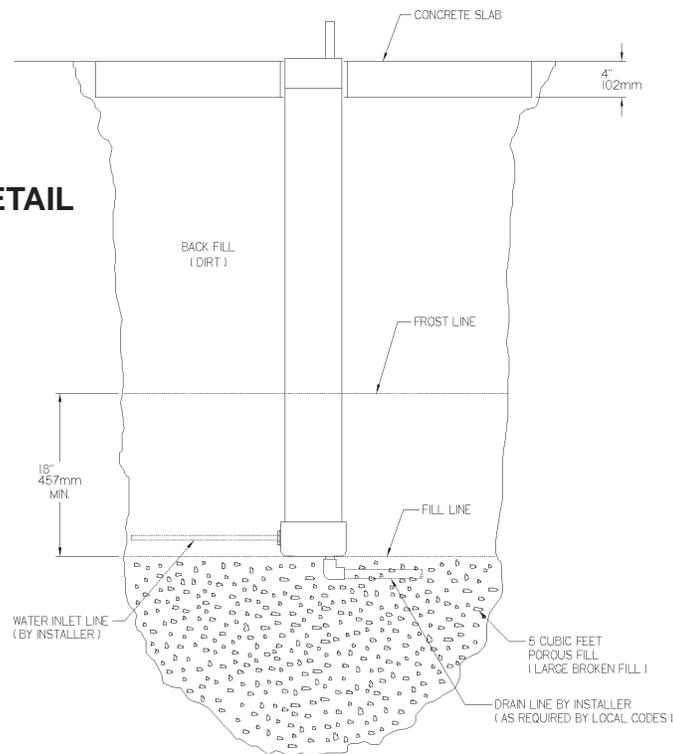 CONCRETE SLAB
4"
102mm
ETAIL
BACK FILL
( DIRT )
FROST LINE
18"
457mm
MIN.
FILL LINE
WATER INLET LINE
( BY INSTALLER )
5 CUBIC FEET
POROUS FILL
( LARGE BROKEN FILL )
DRAIN LINE BY INSTALLER
( AS REQUIRED BY LOCAL CODES )